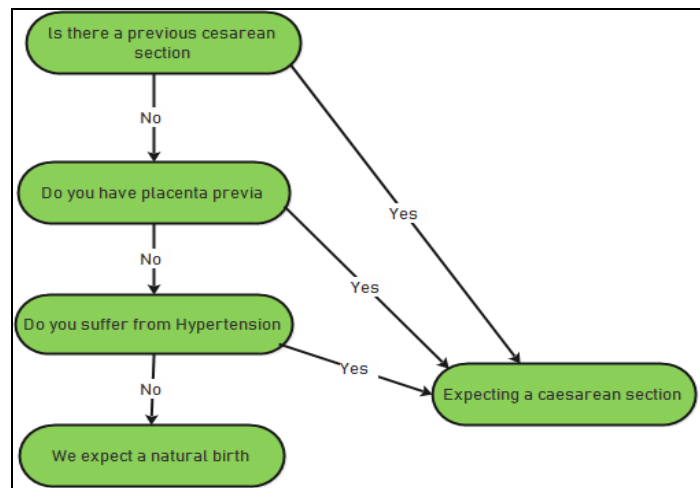 Is there a previous cesarean
section
No
Do you have placenta previa
Yes
No
Yes
Do you suffer from Hypertension
Yes
No
Expecting a caesarean section
We expect a natural birth